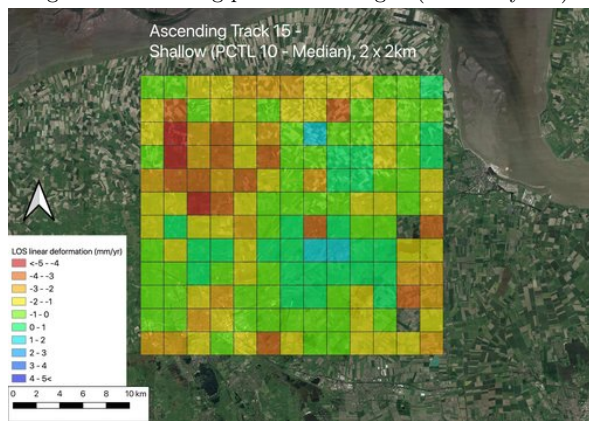 Ascending Track 15 -
Shallow (PCTL 10 - Median), 2 x 2km
LOS linear deformation (mm/yr)
<-5 - -4
-4 - -3
-3 - -2
-2 - -1
-1 - 0
0 - 1
1 - 2
2 - 3
3 - 4
4 - 5<
0 2 4 6 8 10 km